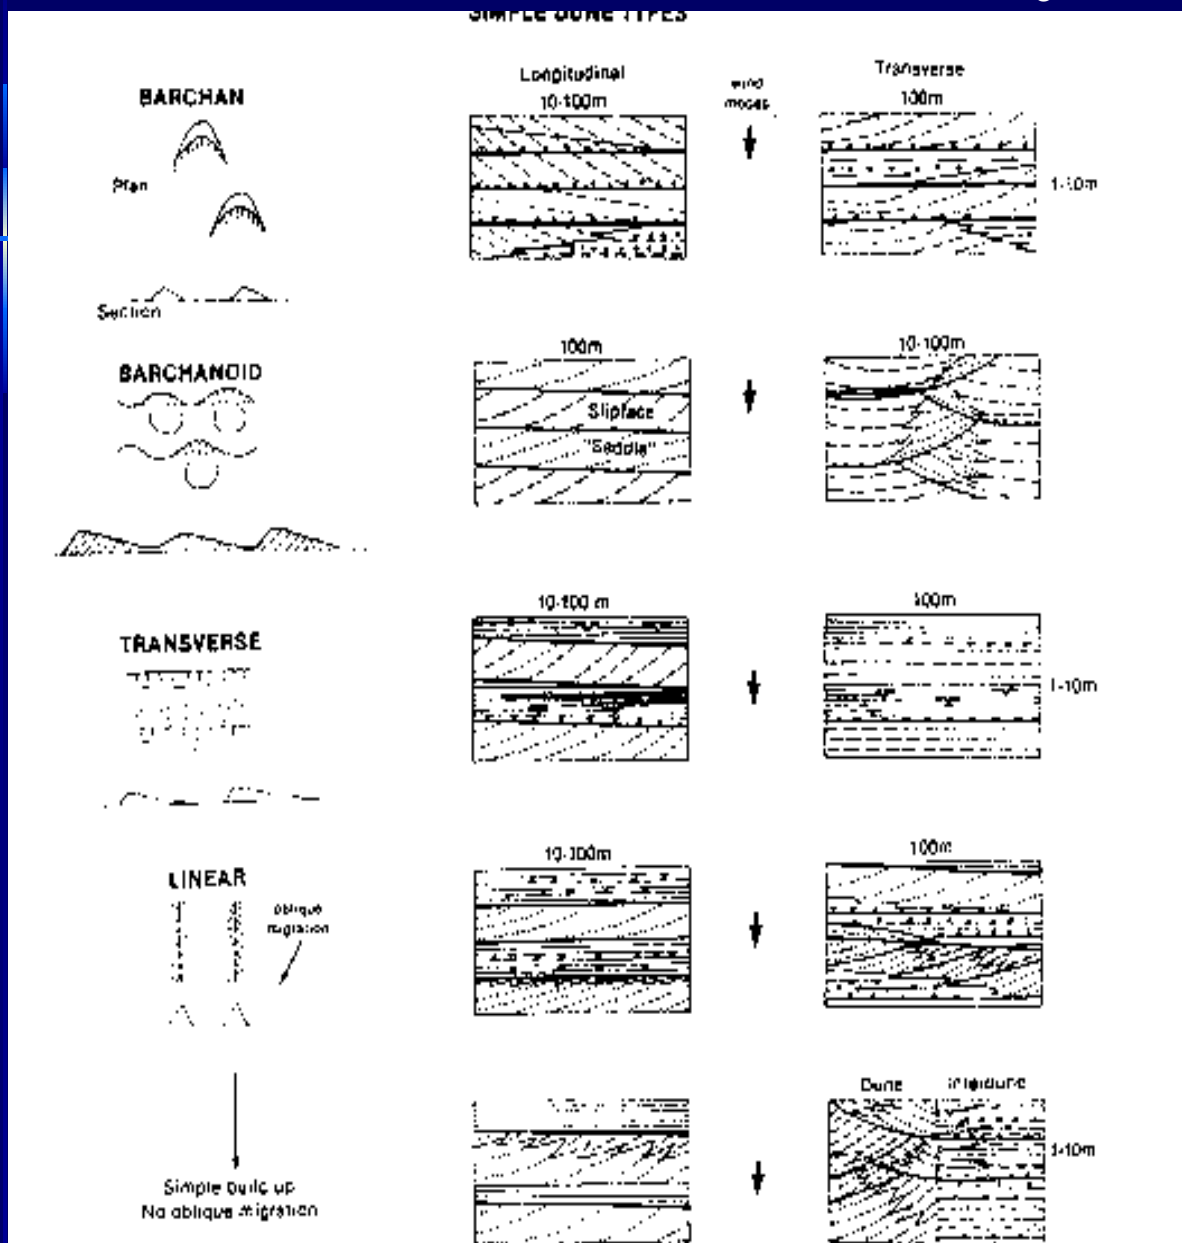 SIMPLE DUNE TYPES
Longitudinal
Transverse
BARCHAN
10-100m
wind
modes
100m
Plan
1-10m
Section
BARCHANOID
100m
10-100m
Slipface
"Saddle"
TRANSVERSE
10-100 m
100m
1-10m
LINEAR
10-100m
100m
oblique
migration
Dune
Interdune
1-10m
Simple build up
No oblique migration